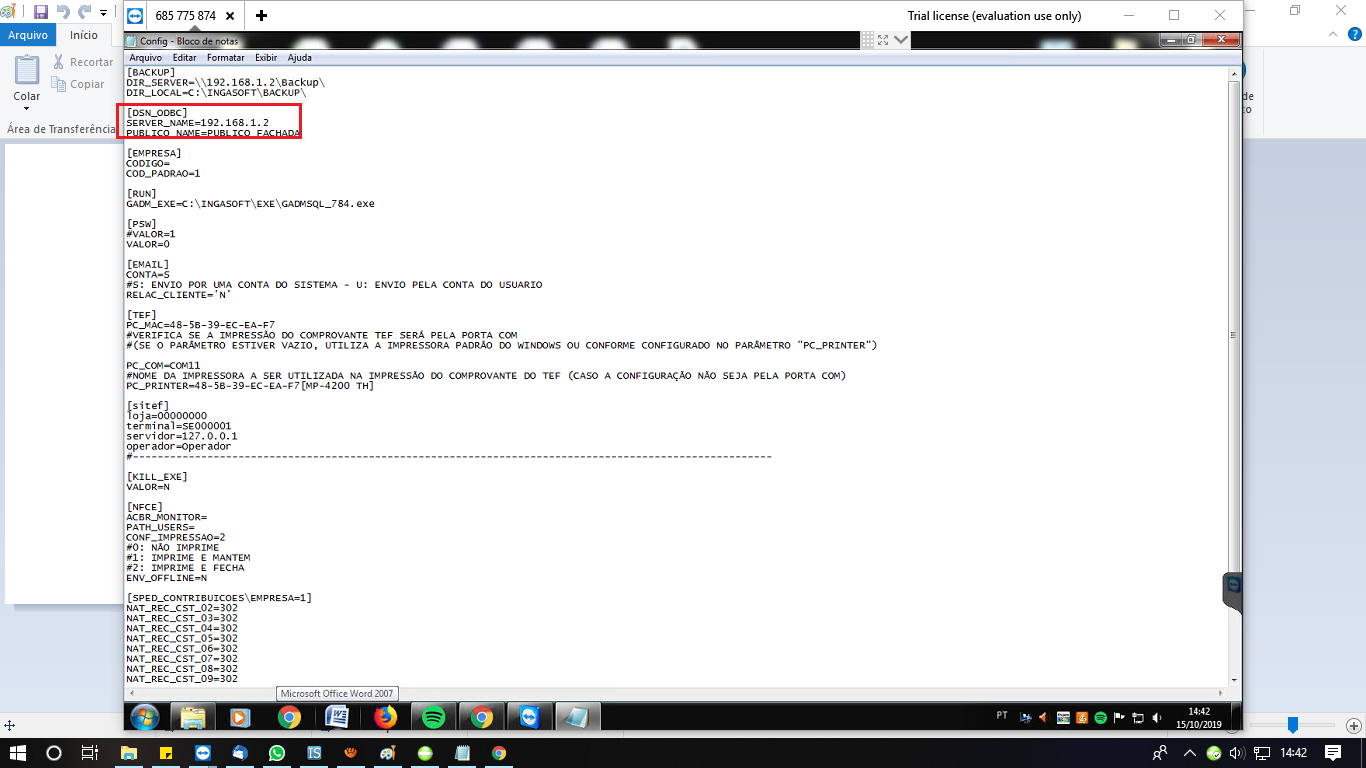 685 775 874
Trial license (evaluation use only)
Arquivo
Início
Recortar
Copiar
Colar
Área de Transferência
Config - Bloco de notas
Arquivo Editar Formatar Exibir Ajuda
[BACKUP]
DIR_SERVER=\\192.168.1.2\Backup\
DIR_LOCAL=C:\INGASOFT\BACKUP\
[DSN_ODBC]
SERVER_NAME=192.168.1.2
PUBLICO_NAME=PUBLICO_FACHADA
[EMPRESA]
CODIGO=
COD_PADRAO=1
[RUN]
GADM_EXE=C:\INGASOFT\EXE\GADMSQL_784.exe
[PSW]
#VALOR=1
VALOR=0
[EMAIL]
CONTA=S
#S: ENVIO POR UMA CONTA DO SISTEMA - U: ENVIO PELA CONTA DO USUARIO
RELAC_CLIENTE='N'
[TEF]
PC_MAC=48-5B-39-EC-EA-F7
#VERIFICA SE A IMPRESSÃO DO COMPROVANTE TEF SERÁ PELA PORTA COM
#(SE O PARÂMETRO ESTIVER VAZIO, UTILIZA A IMPRESSORA PADRÃO DO WINDOWS OU CONFORME CONFIGURADO NO PARÂMETRO "PC_PRINTER")
PC_COM=COM11
#NOME DA IMPRESSORA A SER UTILIZADA NA IMPRESSÃO DO COMPROVANTE DO TEF (CASO A CONFIGURAÇÃO NÃO SEJA PELA PORTA COM)
PC_PRINTER=48-5B-39-EC-EA-F7[MP-4200 TH]
[sitef]
loja=00000000
terminal=SE000001
servidor=127.0.0.1
operador=Operador
#-----------------------------------------------------------------------------------------------------
[KILL_EXE]
VALOR=N
[NFCE]
ACBR_MONITOR=
PATH_USERS=
CONF_IMPRESSAO=2
#0: NÃO IMPRIME
#1: IMPRIME E MANTEM
#2: IMPRIME E FECHA
ENV_OFFLINE=N
[SPED_CONTRIBUICOES\EMPRESA=1]
NAT_REC_CST_02=302
NAT_REC_CST_03=302
NAT_REC_CST_04=302
NAT_REC_CST_05=302
NAT_REC_CST_06=302
NAT_REC_CST_07=302
NAT_REC_CST_08=302
NAT_REC_CST_09=302
Microsoft Office Word 2007
PT
14:42
15/10/2019
14:42